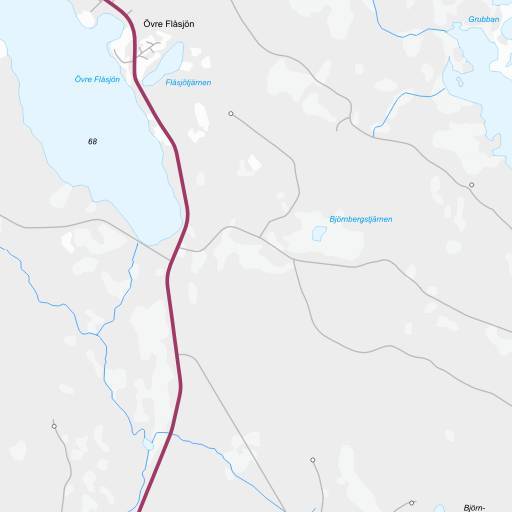 Grubban
Övre Flåsjön
Övre Flåsjön
Flåsjötjärnen
68
Björnbergstjärnen
Björn-